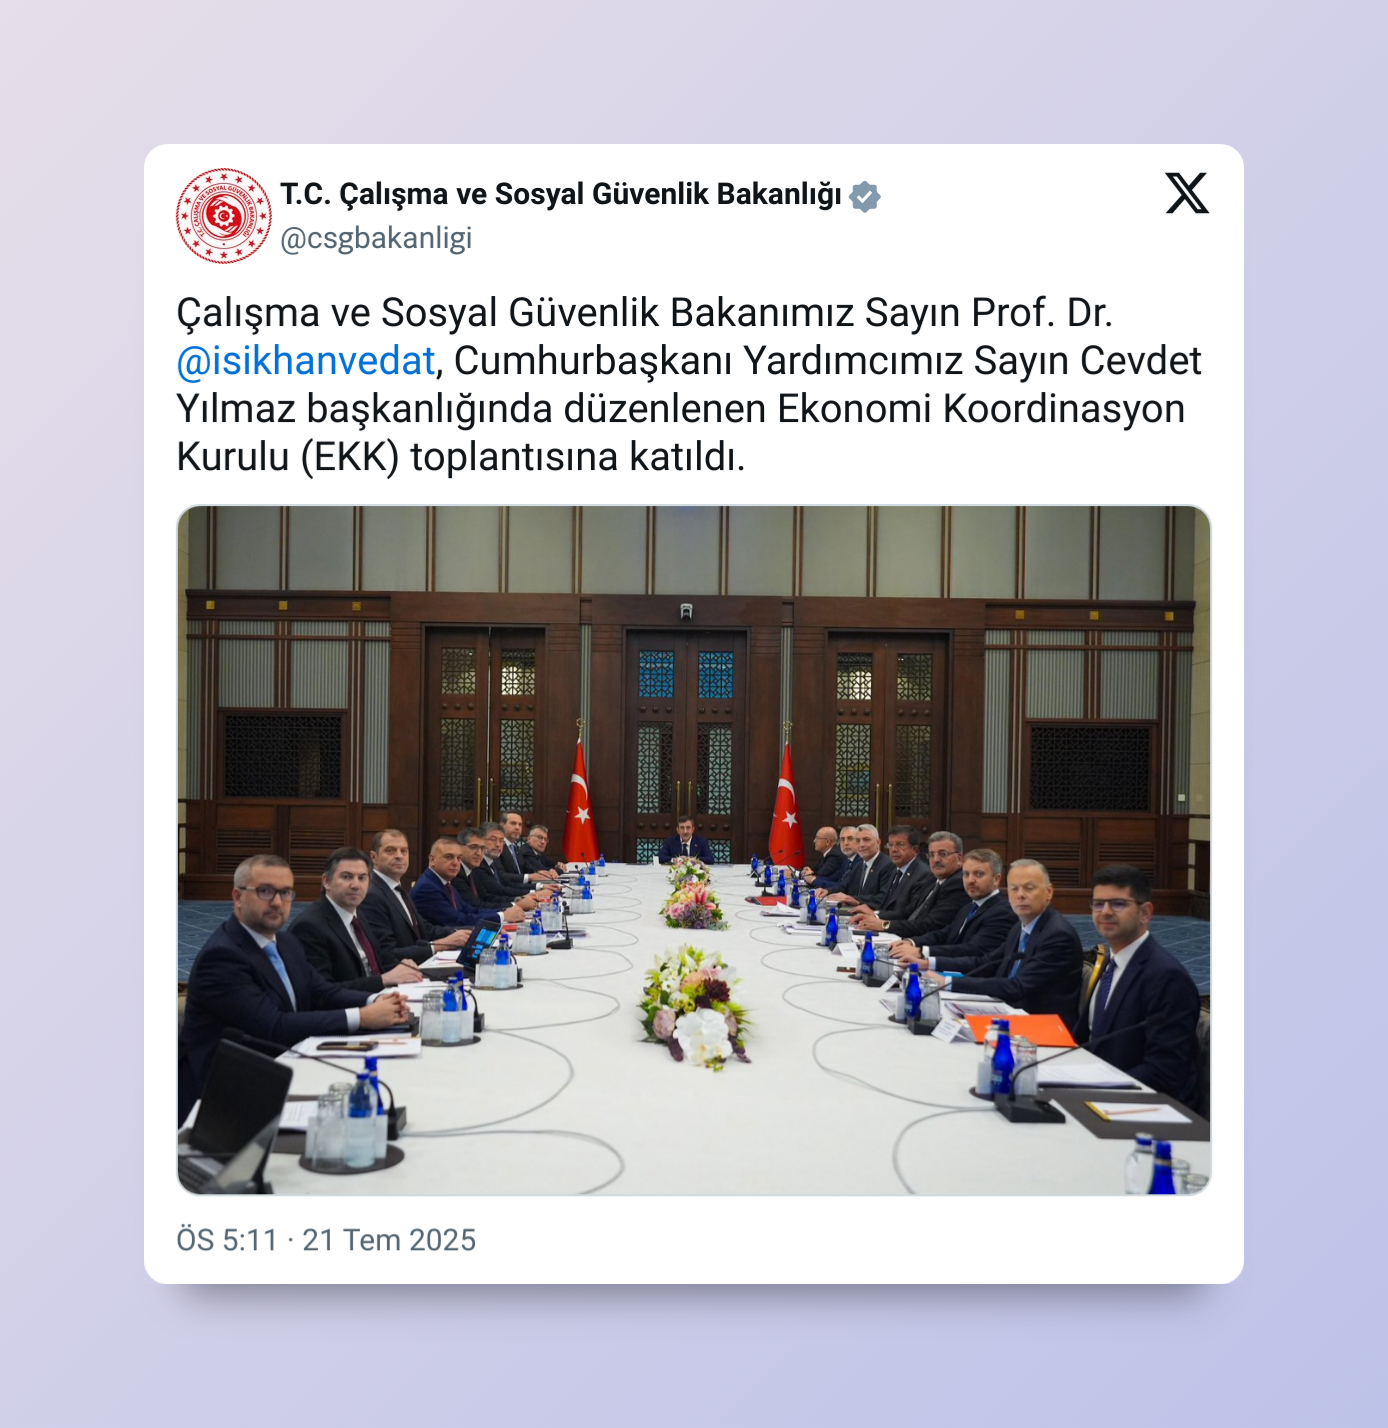 T.C. Çalışma ve Sosyal Güvenlik Bakanlığı
@csgbakanligi
Çalışma ve Sosyal Güvenlik Bakanımız Sayın Prof. Dr.
@isikhanvedat, Cumhurbaşkanı Yardımcımız Sayın Cevdet
Yılmaz başkanlığında düzenlenen Ekonomi Koordinasyon
Kurulu (EKK) toplantısına katıldı.
ÖS 5:11 · 21 Tem 2025